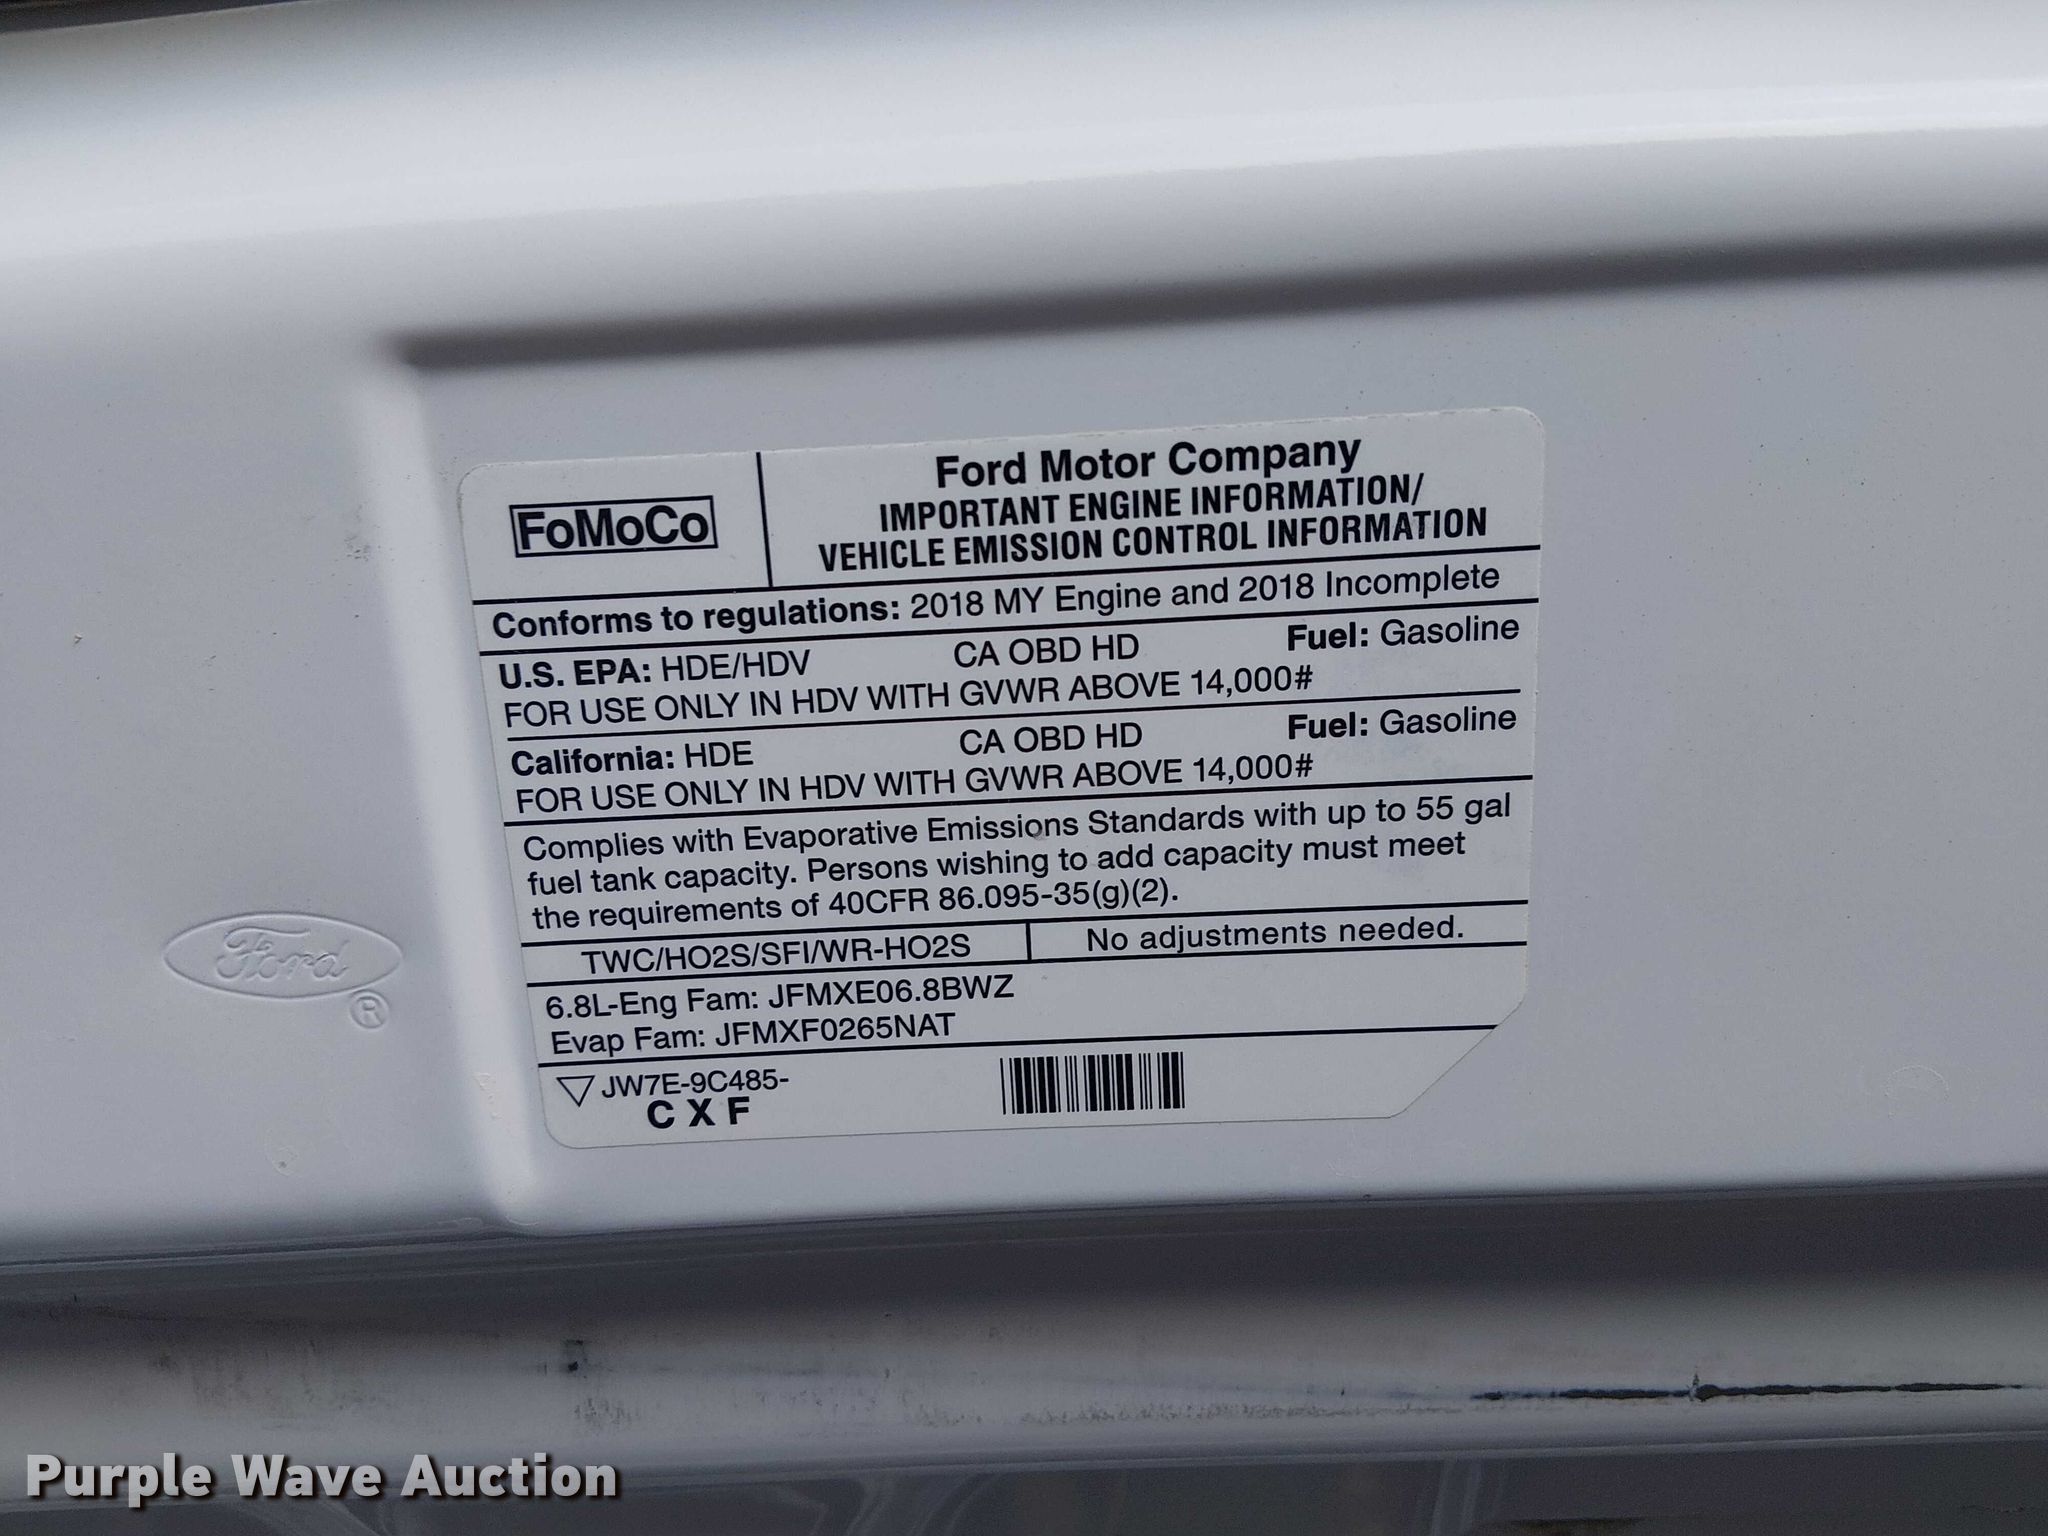 FoMoCo
Ford Motor Company
IMPORTANT ENGINE INFORMATION/
VEHICLE EMISSION CONTROL INFORMATION
Conforms to regulations: 2018 MY Engine and 2018 Incomplete
U.S. EPA: HDE/HDV CA OBD HD Fuel: Gasoline
FOR USE ONLY IN HDV WITH GVWR ABOVE 14,000#
California: HDE CA OBD HD Fuel: Gasoline
FOR USE ONLY IN HDV WITH GVWR ABOVE 14,000#
Complies with Evaporative Emissions Standards with up to 55 gal
fuel tank capacity. Persons wishing to add capacity must meet
the requirements of 40CFR 86.095-35(g)(2).
TWC/HO2S/SFI/WR-HO2S No adjustments needed.
6.8L-Eng Fam: JFMXE06.8BWZ
Evap Fam: JFMXF0265NAT
JW7E-9C485-
C X F
Ford
®
Purple Wave Auction